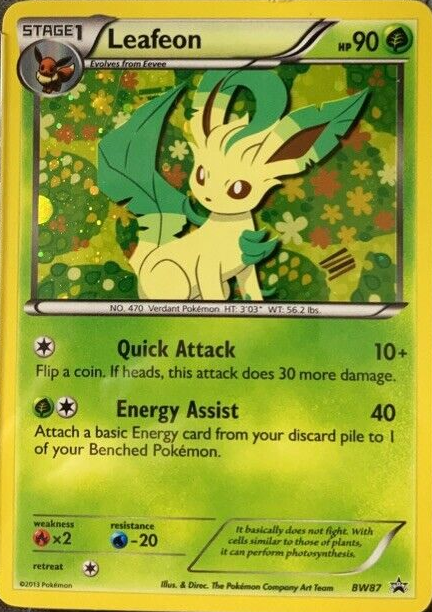 STAGE1
Leafeon
HP 90
Evolves from Eevee
NO. 470 Verdant Pokémon HT: 3'03" WT: 56.2 lbs.
Quick Attack 10+
Flip a coin. If heads, this attack does 30 more damage.
Energy Assist 40
Attach a basic Energy card from your discard pile to 1
of your Benched Pokémon.
weakness
×2
resistance
-20
retreat
It basically does not fight. With
cells similar to those of plants,
it can perform photosynthesis.
©2013 Pokémon
Illus. & Direc. The Pokémon Company Art Team
BW87